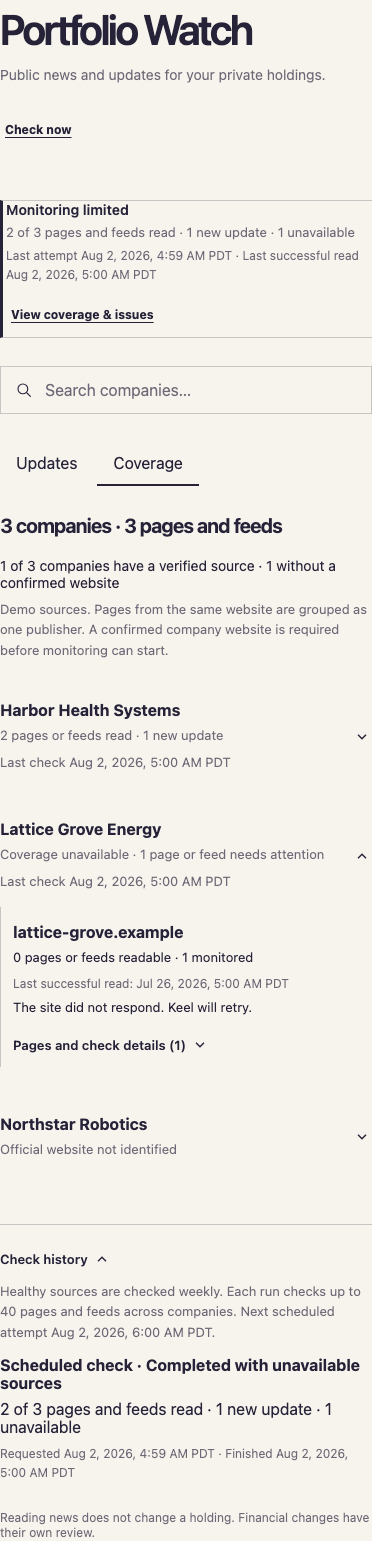 Portfolio Watch
Public news and updates for your private holdings.
Check now
Monitoring limited
2 of 3 pages and feeds read · 1 new update · 1 unavailable
Last attempt Aug 2, 2026, 4:59 AM PDT · Last successful read
Aug 2, 2026, 5:00 AM PDT
View coverage & issues
Search companies...
Updates
Coverage
3 companies · 3 pages and feeds
1 of 3 companies have a verified source · 1 without a
confirmed website
Demo sources. Pages from the same website are grouped as
one publisher. A confirmed company website is required
before monitoring can start.
Harbor Health Systems
2 pages or feeds read · 1 new update
Last check Aug 2, 2026, 5:00 AM PDT
Lattice Grove Energy
Coverage unavailable · 1 page or feed needs attention
Last check Aug 2, 2026, 5:00 AM PDT
lattice-grove.example
0 pages or feeds readable · 1 monitored
Last successful read: Jul 26, 2026, 5:00 AM PDT
The site did not respond. Keel will retry.
Pages and check details (1)
Northstar Robotics
Official website not identified
Check history
Healthy sources are checked weekly. Each run checks up to
40 pages and feeds across companies. Next scheduled
attempt Aug 2, 2026, 6:00 AM PDT.
Scheduled check · Completed with unavailable
sources
2 of 3 pages and feeds read · 1 new update · 1
unavailable
Requested Aug 2, 2026, 4:59 AM PDT · Finished Aug 2, 2026,
5:00 AM PDT
Reading news does not change a holding. Financial changes have
their own review.